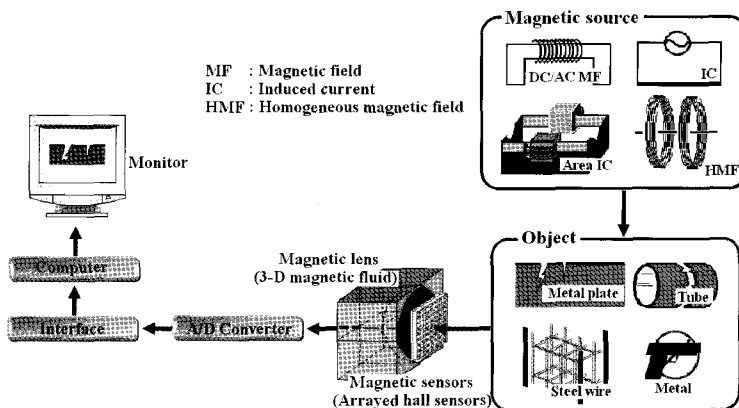 Magnetic source
DC/AC MF
IC
Area IC
HMF
MF : Magnetic field
IC : Induced current
HMF : Homogeneous magnetic field
Monitor
Object
Metal plate
Tube
Steel wire
Metal
Magnetic lens
(3-D magnetic fluid)
Computer
Interface
A/D Converter
Magnetic sensors
(Arrayed hall sensors)